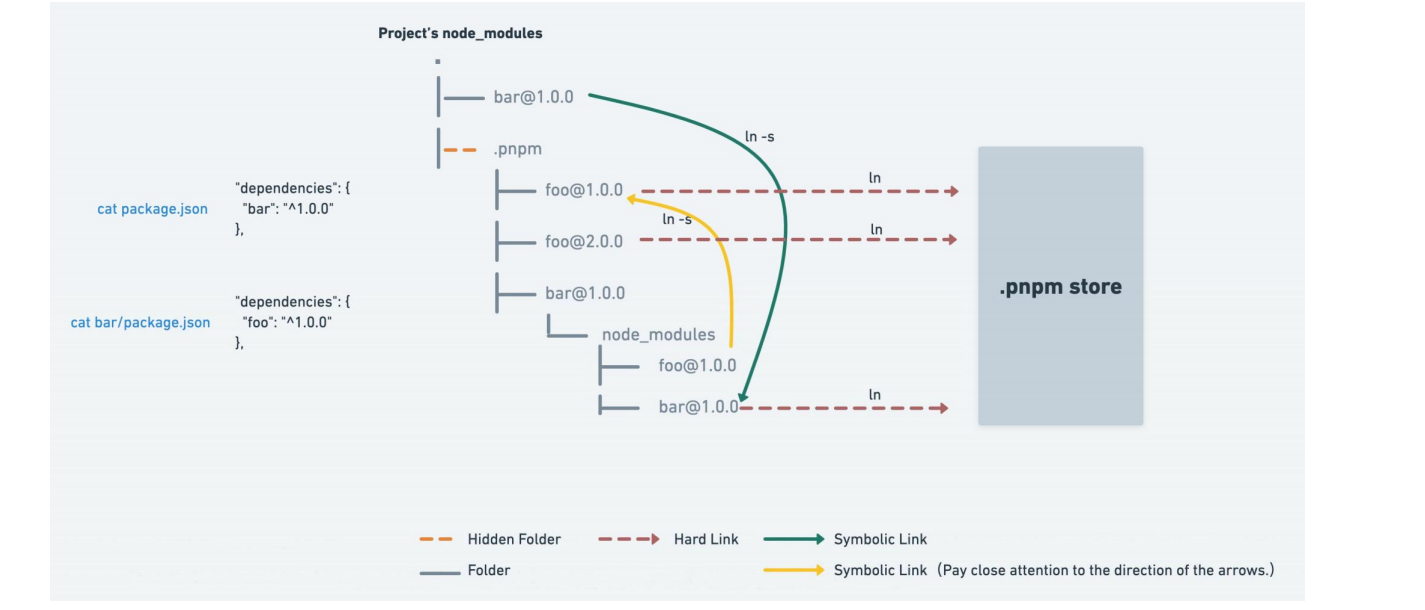 Project's node_modules
.
bar@1.0.0
ln -s
.pnpm
"dependencies": {
cat package.json
"bar": "^1.0.0"
},
foo@1.0.0
ln
ln -s
foo@2.0.0
ln
.pnpm store
bar@1.0.0
"dependencies": {
cat bar/package.json
"foo": "^1.0.0"
},
node_modules
foo@1.0.0
bar@1.0.0
ln
Hidden Folder
Hard Link
Symbolic Link
Folder
Symbolic Link (Pay close attention to the direction of the arrows.)